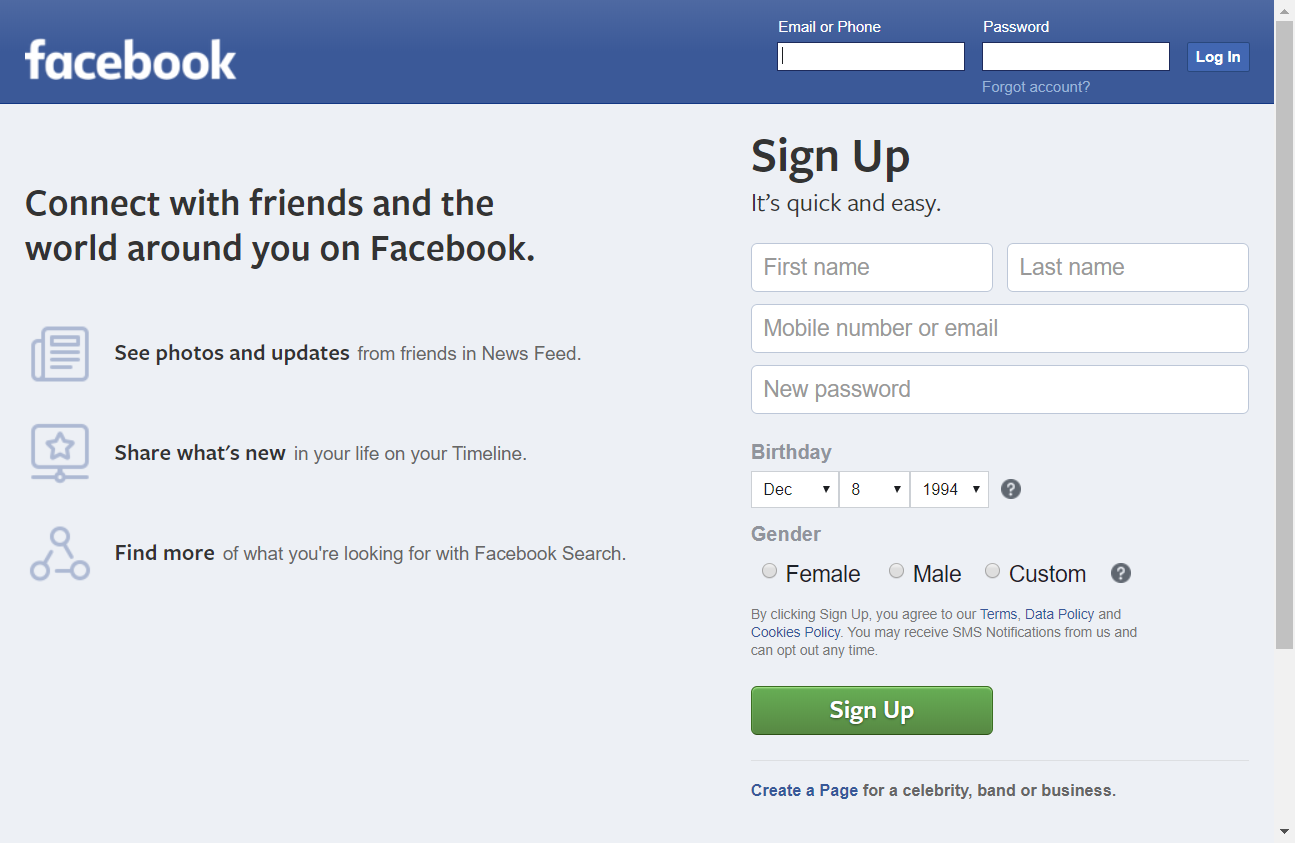 facebook
Email or Phone
Password
Log In
Forgot account?
Connect with friends and the
world around you on Facebook.
See photos and updates from friends in News Feed.
Share what's new in your life on your Timeline.
Find more of what you're looking for with Facebook Search.
Sign Up
It's quick and easy.
First name
Last name
Mobile number or email
New password
Birthday
Dec
8
1994
?
Gender
Female
Male
Custom
?
By clicking Sign Up, you agree to our Terms, Data Policy and
Cookies Policy. You may receive SMS Notifications from us and
can opt out any time.
Sign Up
Create a Page for a celebrity, band or business.